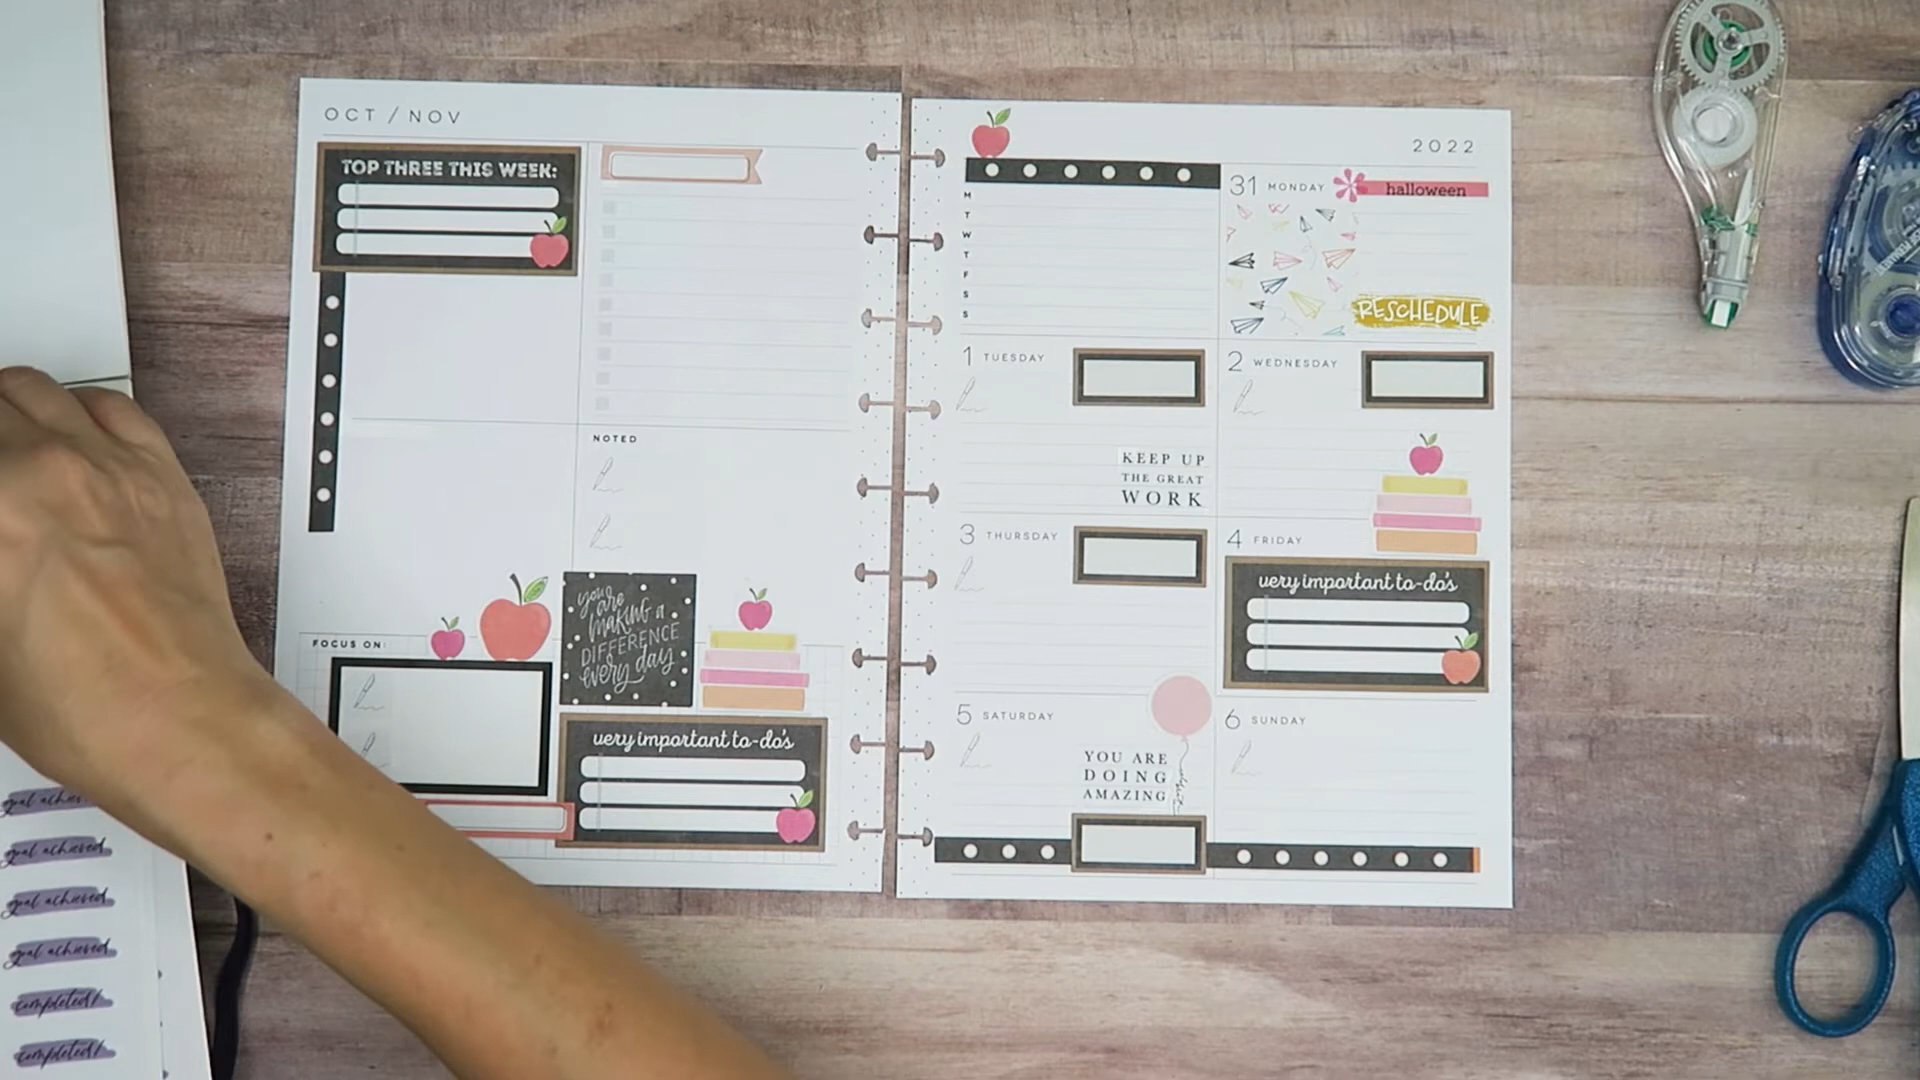 OCT / NOV
TOP THREE THIS WEEK:
NOTED
FOCUS ON:
you
are
making a
DIFFERENCE
every day
very important to-do's
2022
M
T
W
T
F
S
S
31 MONDAY
halloween
RESCHEDULE
1 TUESDAY
2 WEDNESDAY
KEEP UP
THE GREAT
WORK
3 THURSDAY
4 FRIDAY
very important to-do's
5 SATURDAY
6 SUNDAY
YOU ARE
DOING
AMAZING
goal achieved
goal achieved
goal achieved
goal achieved
completed!
completed!